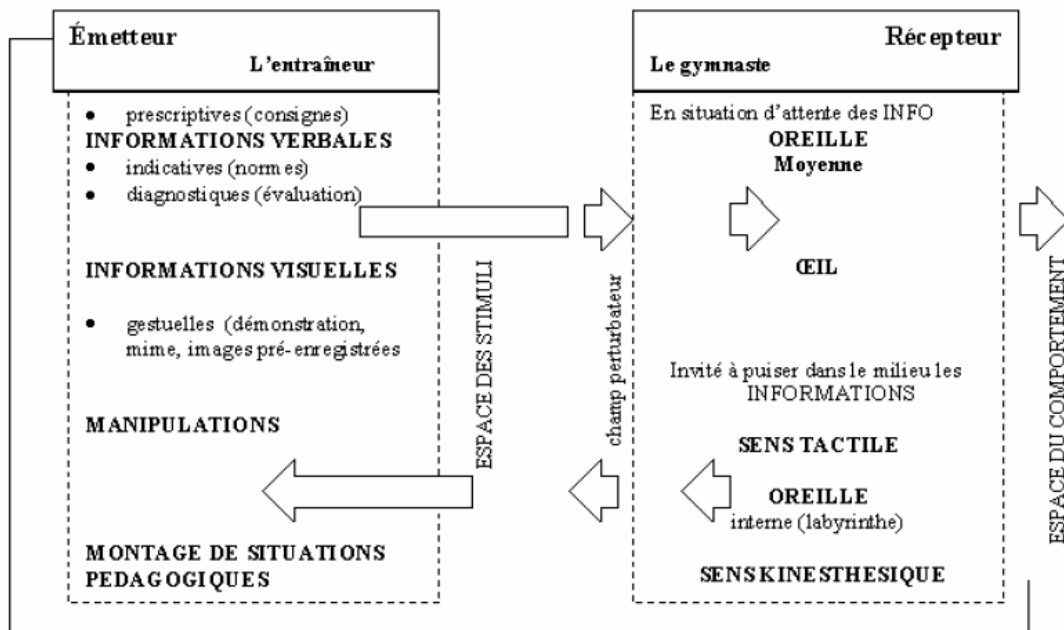 Émetteur
L'entraîneur
prescriptives (consignes)
INFORMATIONS VERBALES
indicatives (normes)
diagnostiques (évaluation)
INFORMATIONS VISUELLES
gestuelles (démonstration,
mime, images pré-enregistrées
MANIPULATIONS
MONTAGE DE SITUATIONS
PEDAGOGIQUES
ESPACE DES STIMULI
champ perturbateur
Récepteur
Le gymnaste
En situation d'attente des INFO
OREILLE
Moyenne
ŒIL
Invité à puiser dans le milieu les
INFORMATIONS
SENS TACTILE
OREILLE
interne (labyrinthe)
SENS KINESTHESIQUE
ESPACE DU COMPORTEMENT